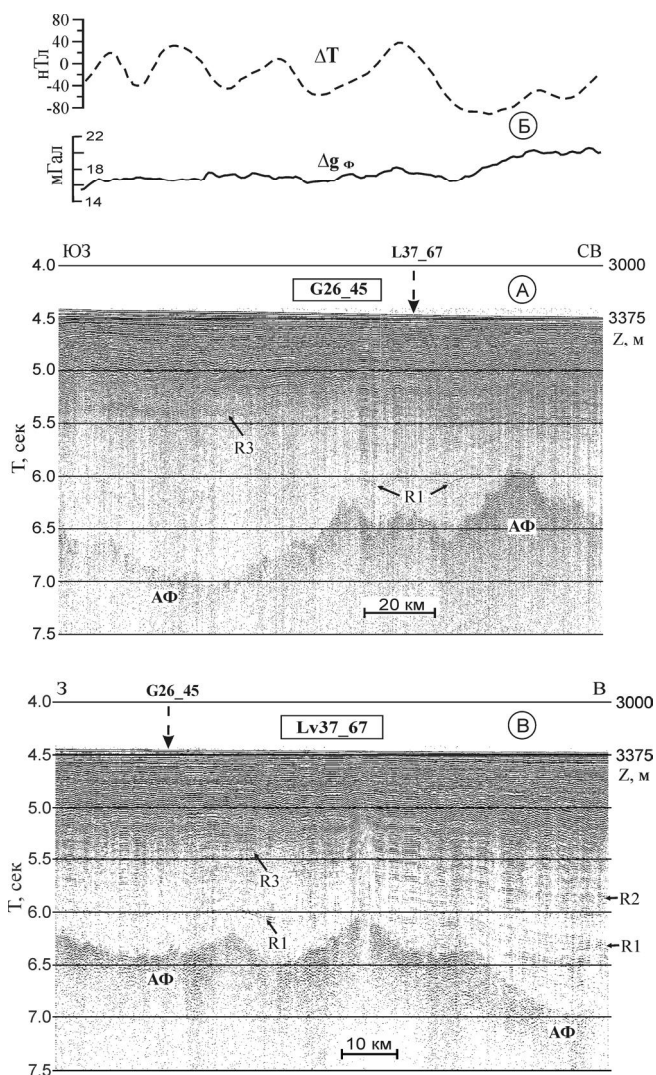 80
40
0
-40
-80
нТл
ΔT
Б
22
18
14
мГал
Δg Ф
ЮЗ
L37_67
СВ
4.0
3000
G26_45
А
4.5
3375
Z, м
5.0
5.5
R3
6.0
R1
6.5
АФ
7.0
АФ
20 км
7.5
Т, сек
З
G26_45
В
4.0
3000
Lv37_67
В
4.5
3375
Z, м
5.0
5.5
R3
R2
6.0
R1
R1
6.5
АФ
7.0
АФ
10 км
7.5
Т, сек